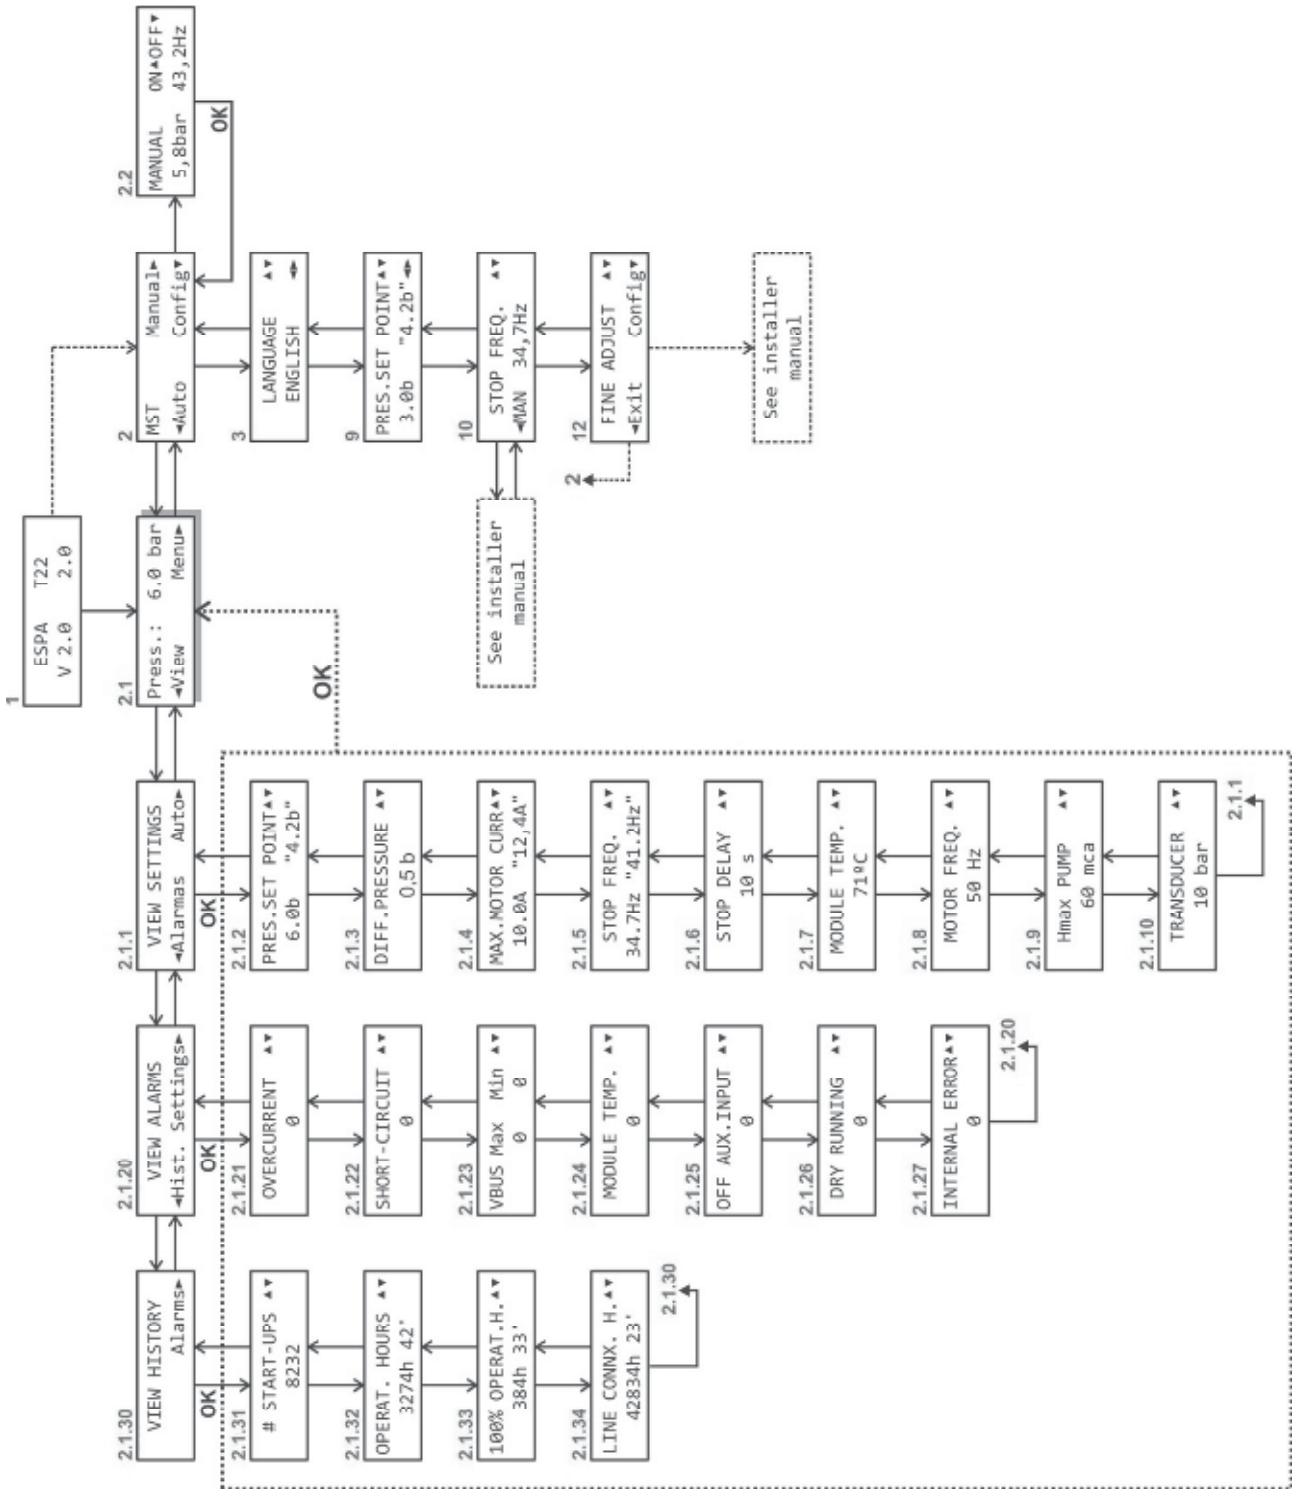 1
ESPA T22
V 2.0 2.0
2.1.30
VIEW HISTORY
Alarms►
2.1.20
VIEW ALARMS
◄Hist. Settings►
2.1.1
VIEW SETTINGS
◄Alarmas Auto►
2.1
Press.: 6.0 bar
◄View Menu►
2
MST Manual►
◄Auto Config▼
2.2
MANUAL ON▲OFF▼
5,8bar 43,2Hz
OK
OK
OK
OK
OK
2.1.31
# START-UPS ▲▼
8232
2.1.32
OPERAT. HOURS ▲▼
3274h 42'
2.1.33
100% OPERAT.H.▲▼
384h 33'
2.1.34
LINE CONNX. H.▲▼
42834h 23'
2.1.30
2.1.21
OVERCURRENT ▲▼
0
2.1.22
SHORT-CIRCUIT ▲▼
0
2.1.23
VBUS Max Min ▲▼
0 0
2.1.24
MODULE TEMP. ▲▼
0
2.1.25
OFF AUX.INPUT ▲▼
0
2.1.26
DRY RUNNING ▲▼
0
2.1.27
INTERNAL ERROR▲▼
0
2.1.20
2.1.2
PRES.SET POINT▲▼
6.0b "4.2b"
2.1.3
DIFF.PRESSURE ▲▼
0,5 b
2.1.4
MAX.MOTOR CURR▲▼
10.0A "12,4A"
2.1.5
STOP FREQ. ▲▼
34.7Hz "41.2Hz"
2.1.6
STOP DELAY ▲▼
10 s
2.1.7
MODULE TEMP. ▲▼
71ºC
2.1.8
MOTOR FREQ. ▲▼
50 Hz
2.1.9
Hmax PUMP ▲▼
60 mca
2.1.10
TRANSDUCER ▲▼
10 bar
2.1.1
3
LANGUAGE ▲▼
ENGLISH ◄►
9
PRES.SET POINT▲▼
3.0b "4.2b"◄►
10
STOP FREQ. ▲▼
◄MAN 34,7Hz
See installer
manual
12
FINE ADJUST ▲▼
◄Exit Config▼
2
See installer
manual